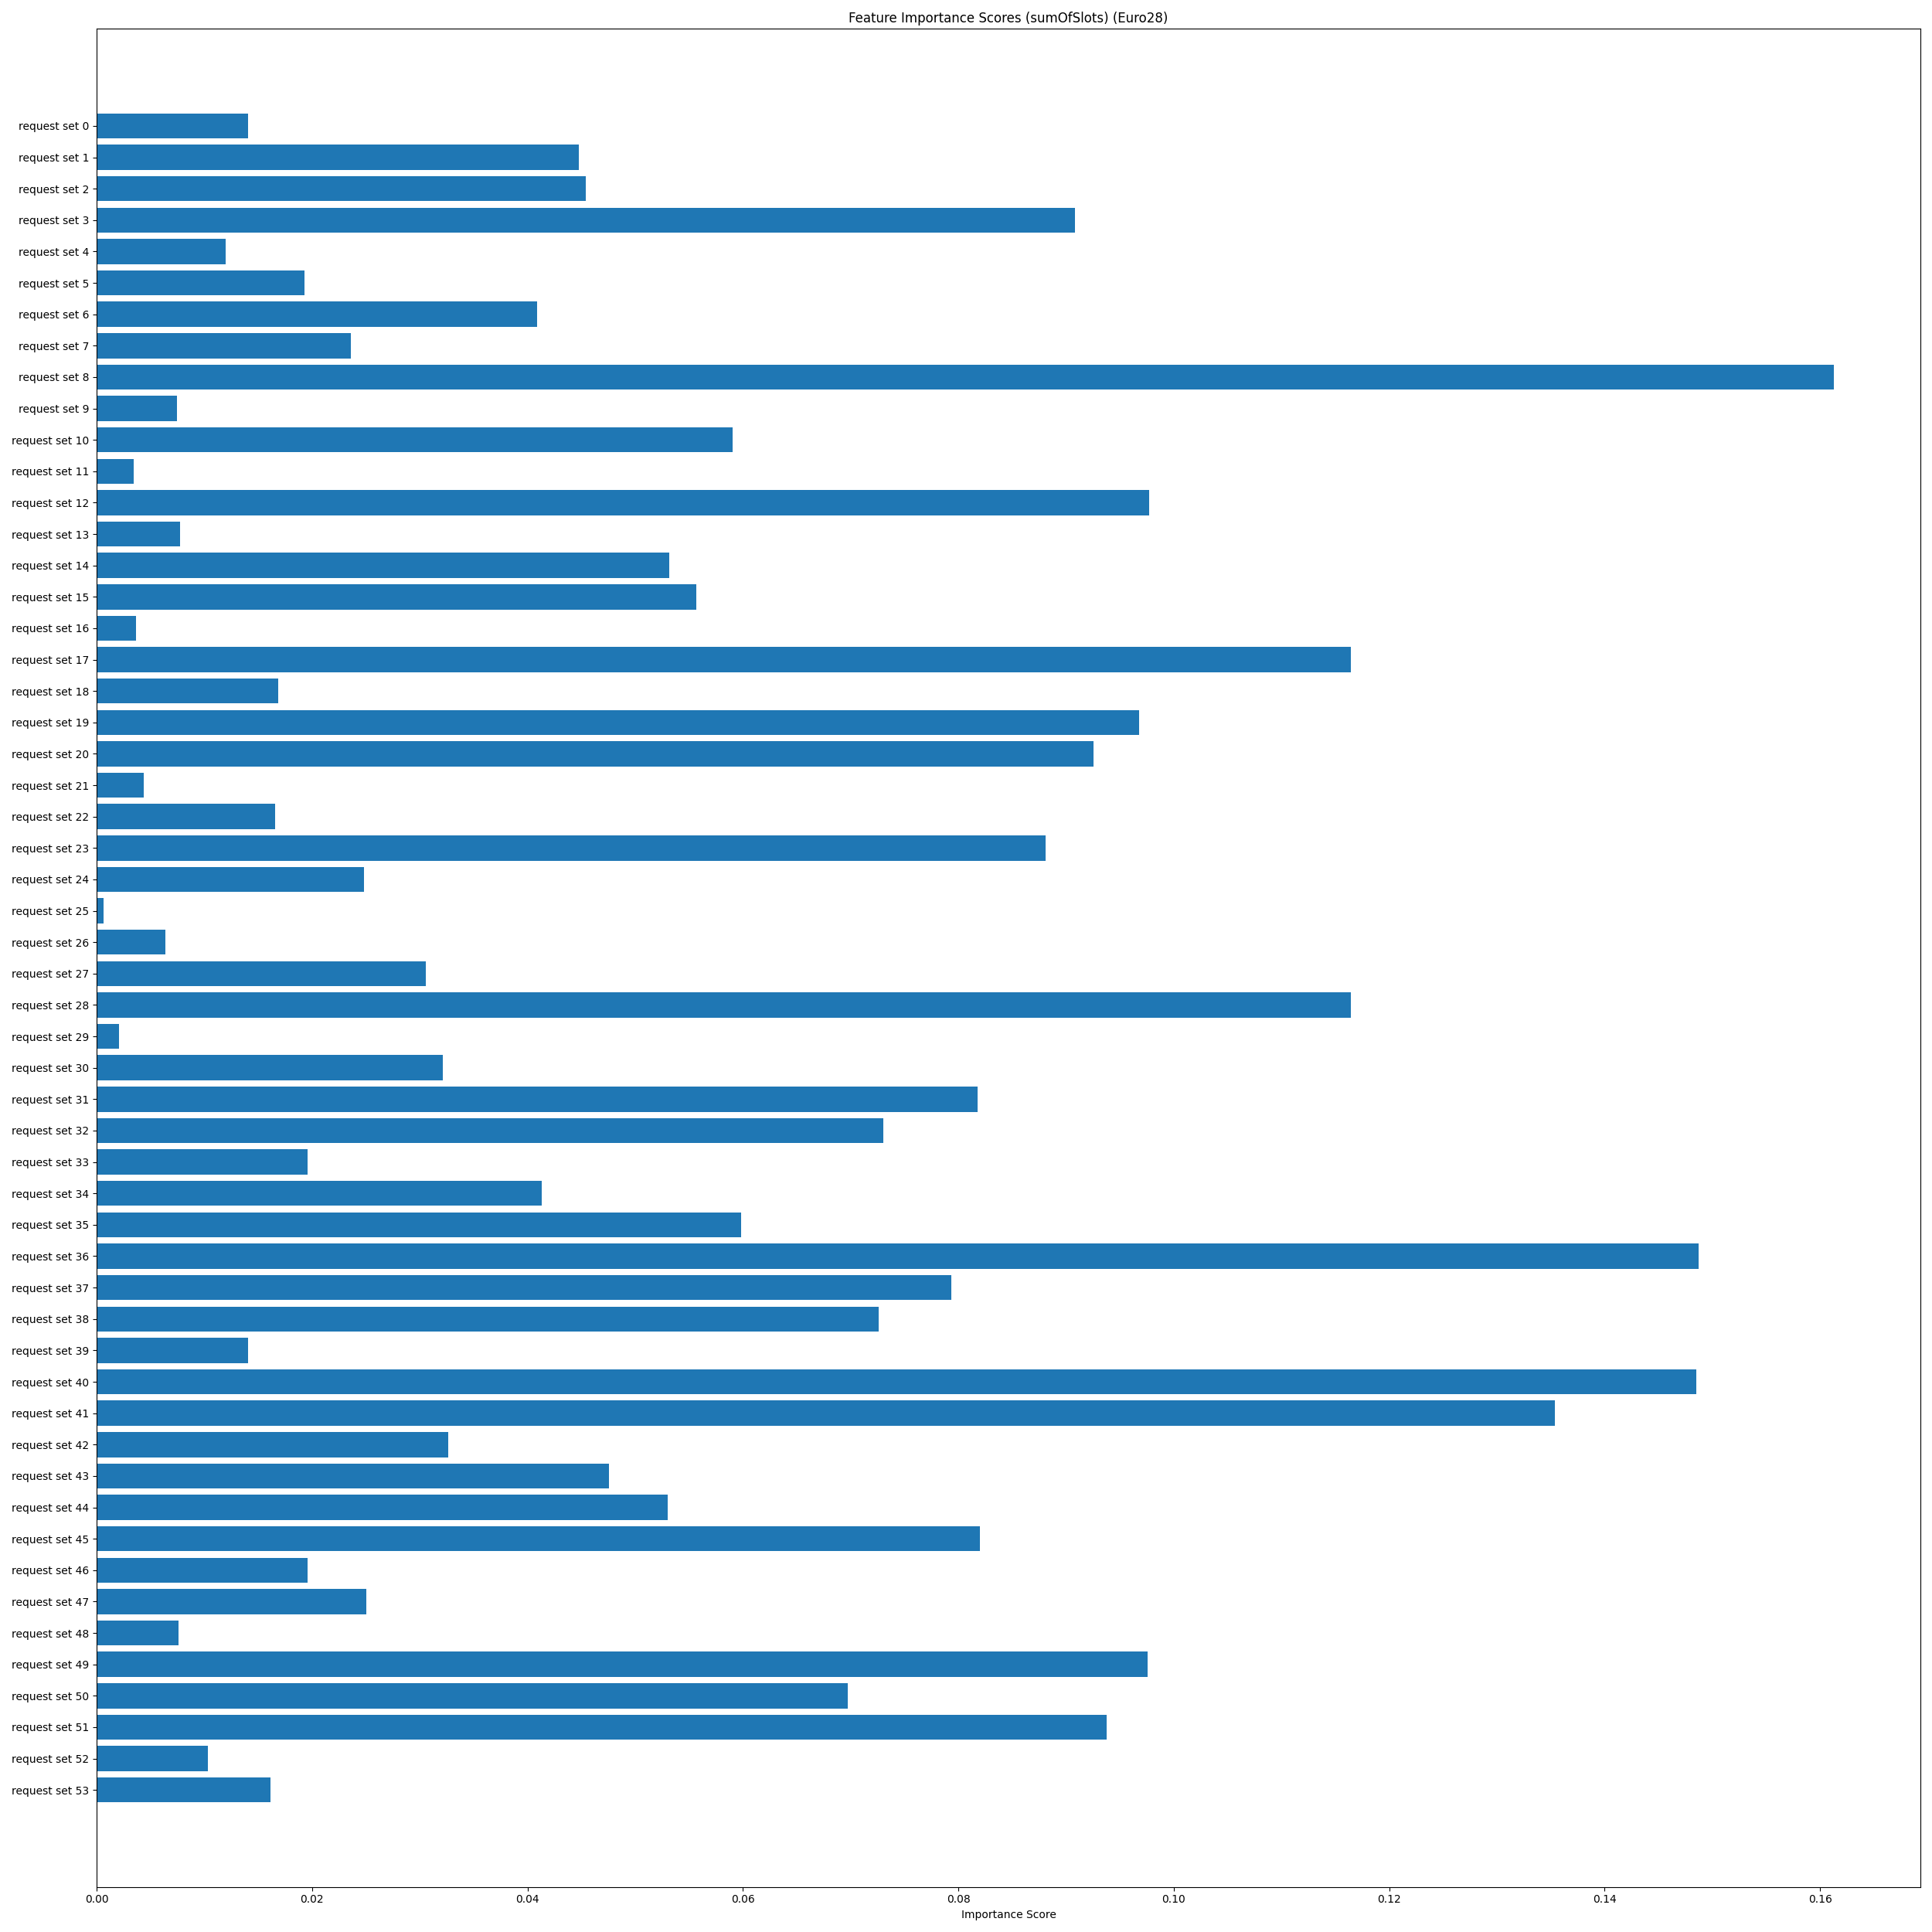 Feature Importance Scores (sumOfSlots) (Euro28)
request set 0
request set 1
request set 2
request set 3
request set 4
request set 5
request set 6
request set 7
request set 8
request set 9
request set 10
request set 11
request set 12
request set 13
request set 14
request set 15
request set 16
request set 17
request set 18
request set 19
request set 20
request set 21
request set 22
request set 23
request set 24
request set 25
request set 26
request set 27
request set 28
request set 29
request set 30
request set 31
request set 32
request set 33
request set 34
request set 35
request set 36
request set 37
request set 38
request set 39
request set 40
request set 41
request set 42
request set 43
request set 44
request set 45
request set 46
request set 47
request set 48
request set 49
request set 50
request set 51
request set 52
request set 53
0.00 0.02 0.04 0.06 0.08 0.10 0.12 0.14 0.16
Importance Score